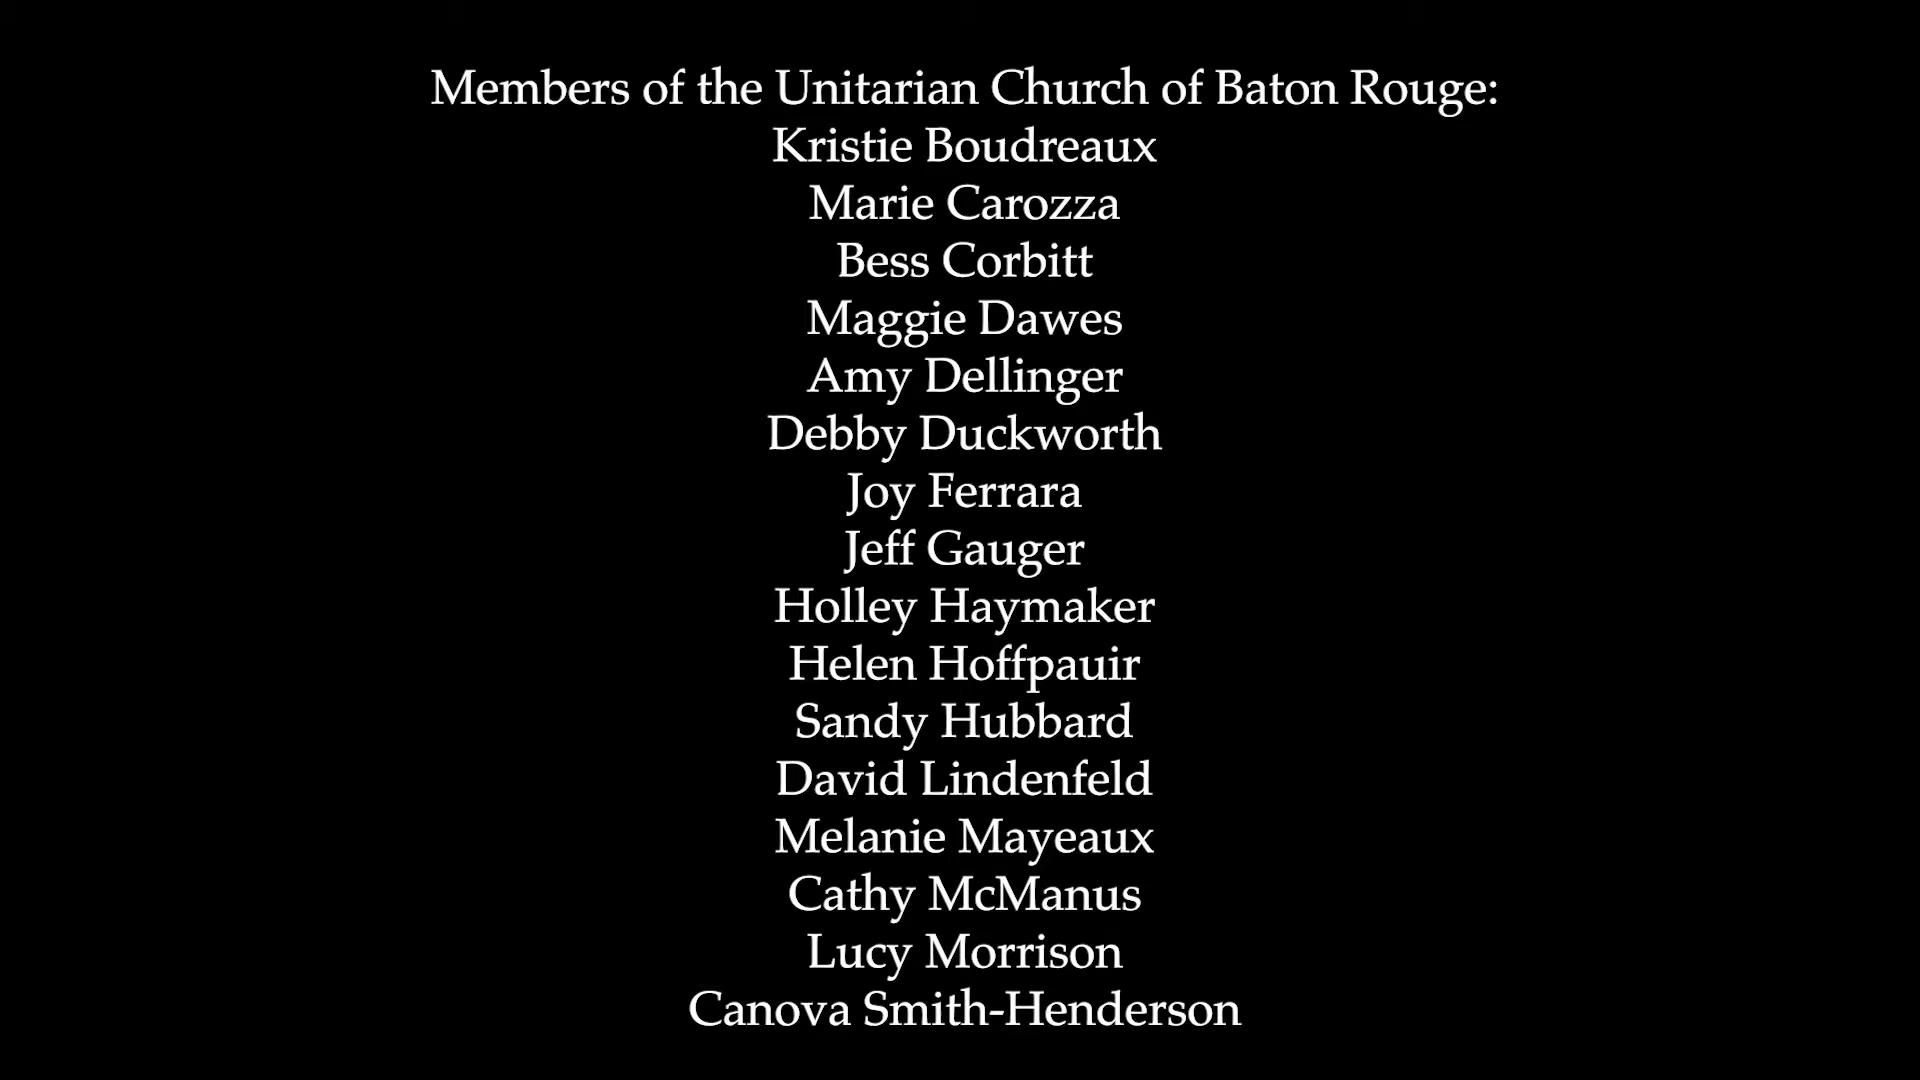 Members of the Unitarian Church of Baton Rouge:
Kristie Boudreaux
Marie Carozza
Bess Corbitt
Maggie Dawes
Amy Dellinger
Debby Duckworth
Joy Ferrara
Jeff Gauger
Holley Haymaker
Helen Hoffpauir
Sandy Hubbard
David Lindenfeld
Melanie Mayeaux
Cathy McManus
Lucy Morrison
Canova Smith-Henderson